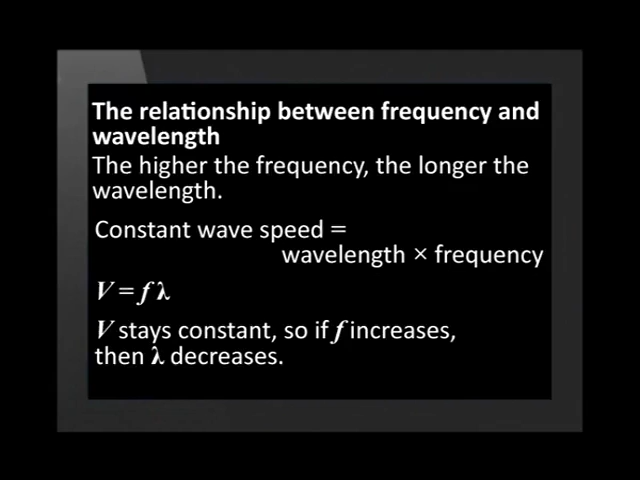 The relationship between frequency and
wavelength
The higher the frequency, the longer the
wavelength.
Constant wave speed =
wavelength × frequency
V = f λ
V stays constant, so if f increases,
then λ decreases.